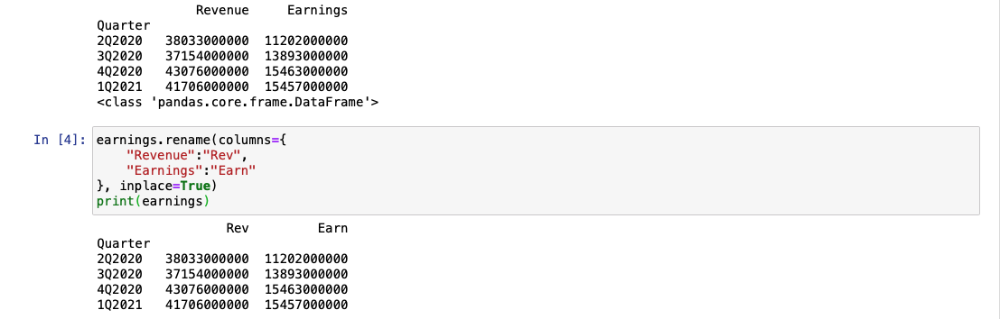 Revenue Earnings
Quarter
2Q2020 38033000000 11202000000
3Q2020 37154000000 13893000000
4Q2020 43076000000 15463000000
1Q2021 41706000000 15457000000
<class 'pandas.core.frame.DataFrame'>
In [4]: earnings.rename(columns={
"Revenue":"Rev",
"Earnings":"Earn"
}, inplace=True)
print(earnings)
Rev Earn
Quarter
2Q2020 38033000000 11202000000
3Q2020 37154000000 13893000000
4Q2020 43076000000 15463000000
1Q2021 41706000000 15457000000